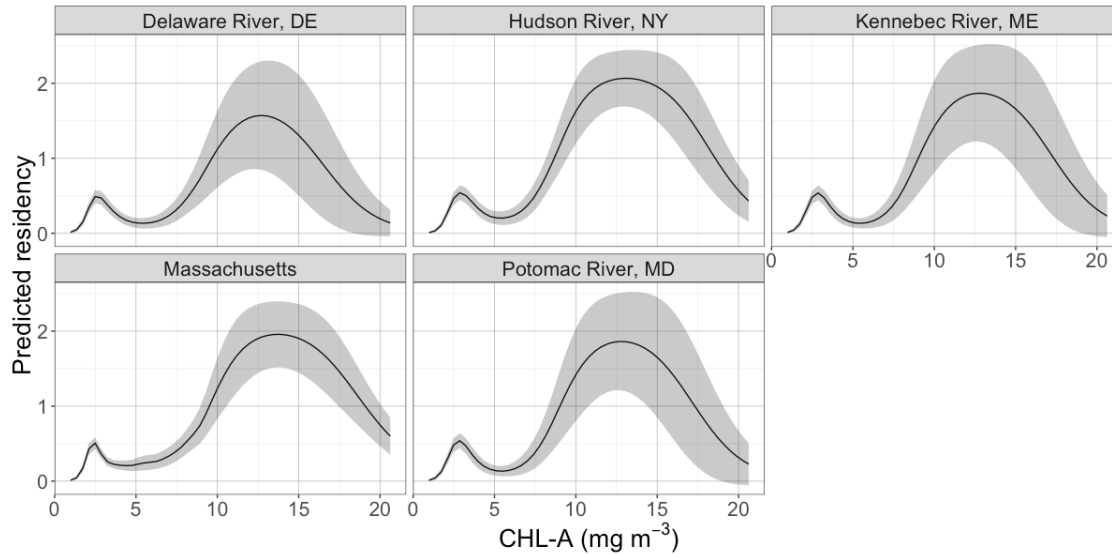 Delaware River, DE
Hudson River, NY
Kennebec River, ME
2
1
0
0 5 10 15 20
Massachusetts
Potomac River, MD
2
1
0
0 5 10 15 20
0 5 10 15 20
Predicted residency
CHL-A (mg m⁻³)